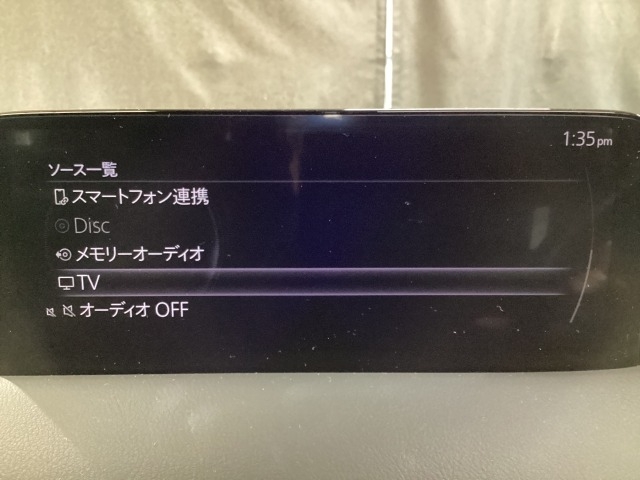 1:35pm
ソース一覧
スマートフォン連携
Disc
メモリーオーディオ
TV
オーディオ OFF